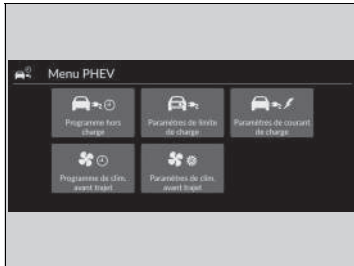 Menu PHEV
Programme hors
charge
Paramètres de limite
de charge
Paramètres de courant
de charge
Programme de clim.
avant trajet
Paramètres de clim.
avant trajet